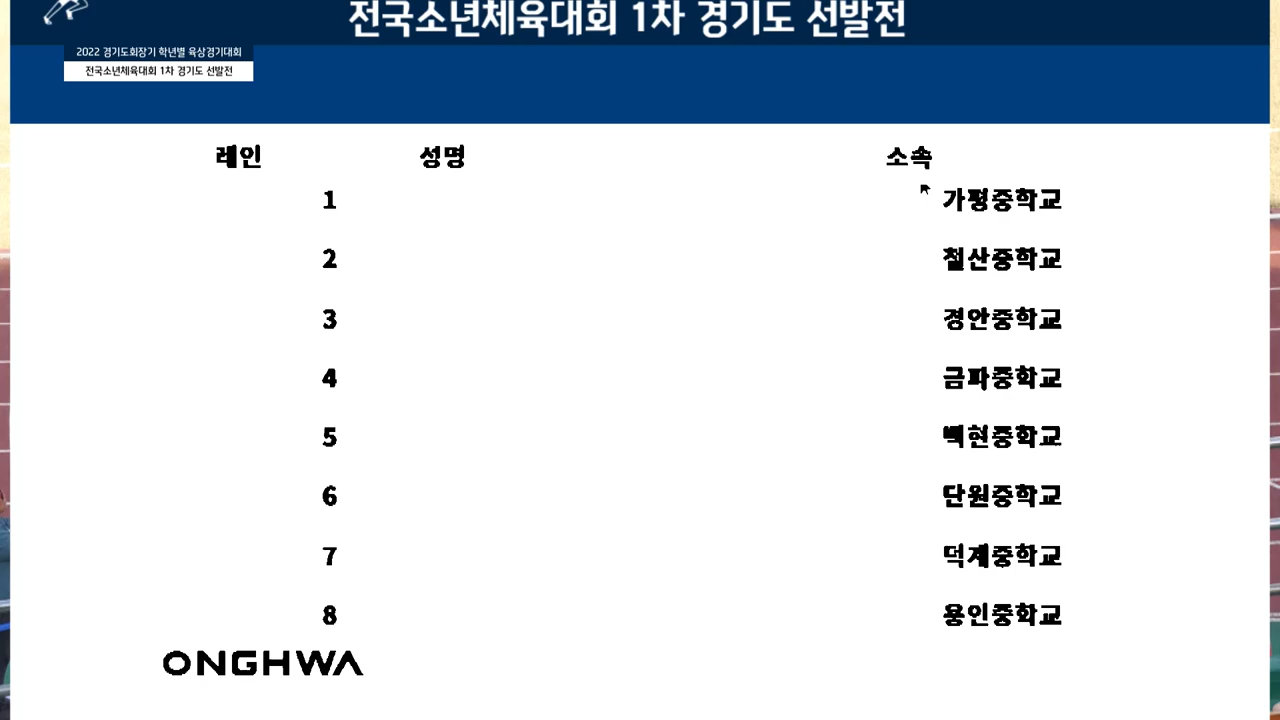 전국소년체육대회 1차 경기도 선발전
2022 경기도회장기 학년별 육상경기대회
전국소년체육대회 1차 경기도 선발전
레인 성명 소속
1 가평중학교
2 철산중학교
3 경안중학교
4 금파중학교
5 백현중학교
6 단원중학교
7 덕계중학교
8 용인중학교
ONGHWA